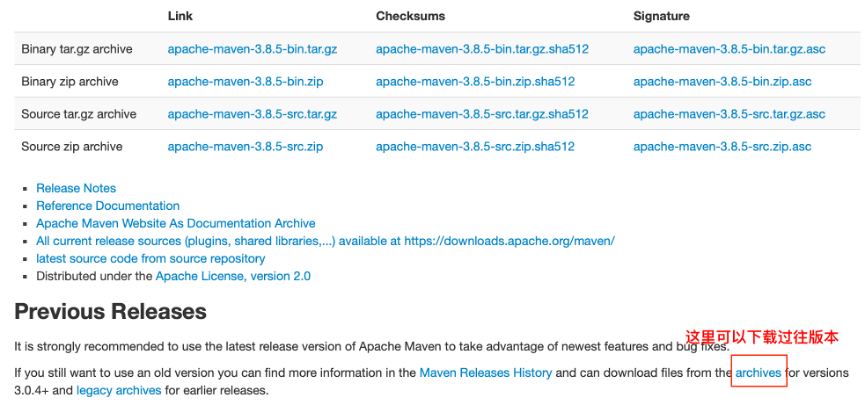 Link Checksums Signature
Binary tar.gz archive apache-maven-3.8.5-bin.tar.gz apache-maven-3.8.5-bin.tar.gz.sha512 apache-maven-3.8.5-bin.tar.gz.asc
Binary zip archive apache-maven-3.8.5-bin.zip apache-maven-3.8.5-bin.zip.sha512 apache-maven-3.8.5-bin.zip.asc
Source tar.gz archive apache-maven-3.8.5-src.tar.gz apache-maven-3.8.5-src.tar.gz.sha512 apache-maven-3.8.5-src.tar.gz.asc
Source zip archive apache-maven-3.8.5-src.zip apache-maven-3.8.5-src.zip.sha512 apache-maven-3.8.5-src.zip.asc
Release Notes
Reference Documentation
Apache Maven Website As Documentation Archive
All current release sources (plugins, shared libraries,...) available at https://downloads.apache.org/maven/
latest source code from source repository
Distributed under the Apache License, version 2.0
Previous Releases
这里可以下载过往版本
It is strongly recommended to use the latest release version of Apache Maven to take advantage of newest features and bug fixes.
If you still want to use an old version you can find more information in the Maven Releases History and can download files from the archives for versions
3.0.4+ and legacy archives for earlier releases.